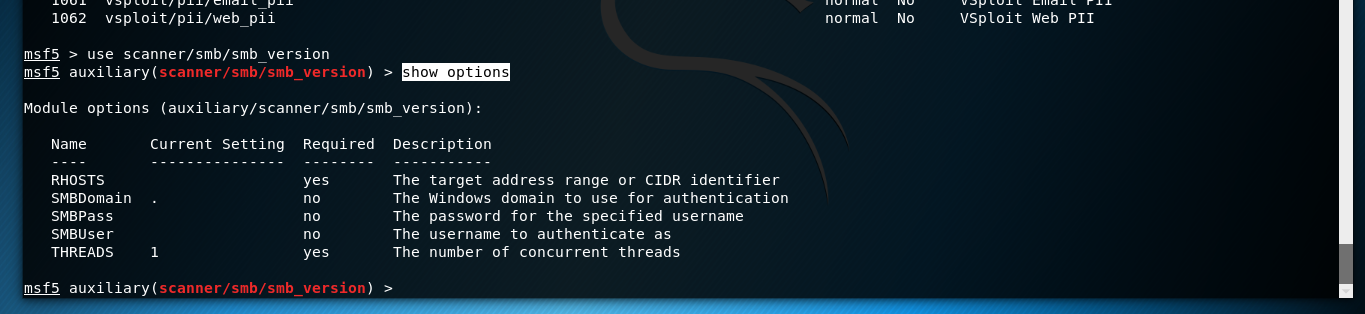 1061  vsploit/pii/email_pii                                           normal  No     VSploit Email PII
1062  vsploit/pii/web_pii                                             normal  No     VSploit Web PII
msf5 > use scanner/smb/smb_version
msf5 auxiliary(scanner/smb/smb_version) > show options
Module options (auxiliary/scanner/smb/smb_version):
Name       Current Setting  Required  Description
----       ---------------  --------  -----------
RHOSTS                      yes       The target address range or CIDR identifier
SMBDomain  .                no        The Windows domain to use for authentication
SMBPass                     no        The password for the specified username
SMBUser                     no        The username to authenticate as
THREADS    1                yes       The number of concurrent threads
msf5 auxiliary(scanner/smb/smb_version) >